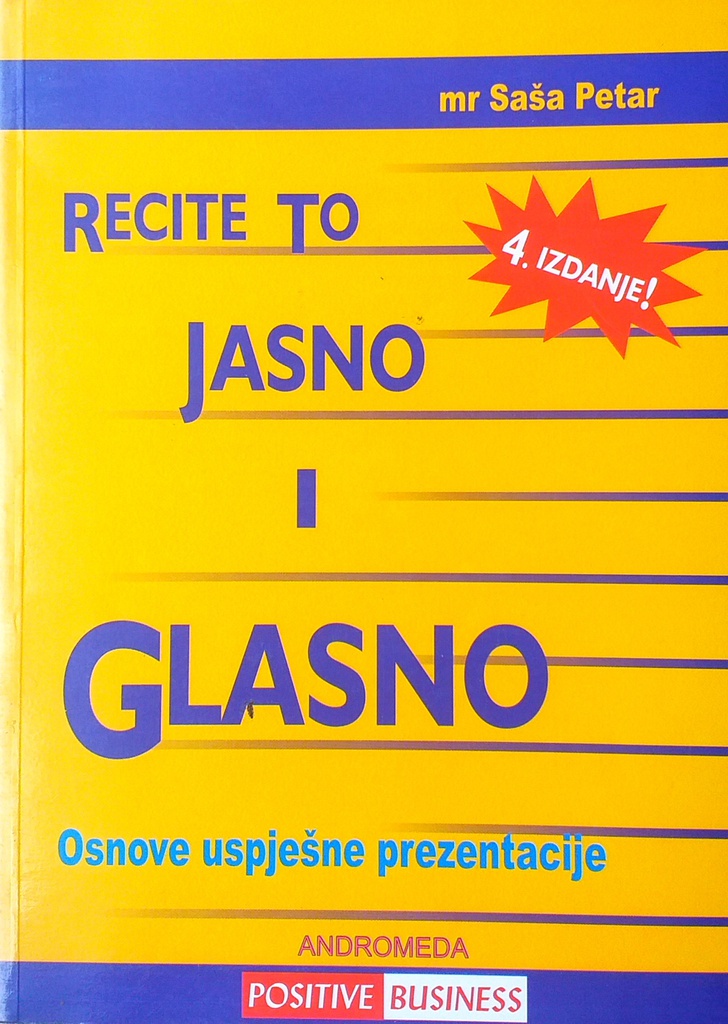 mr Saša Petar
RECITE TO
4. IZDANJE!
JASNO
I
GLASNO
Osnove uspješne prezentacije
ANDROMEDA
POSITIVE BUSINESS